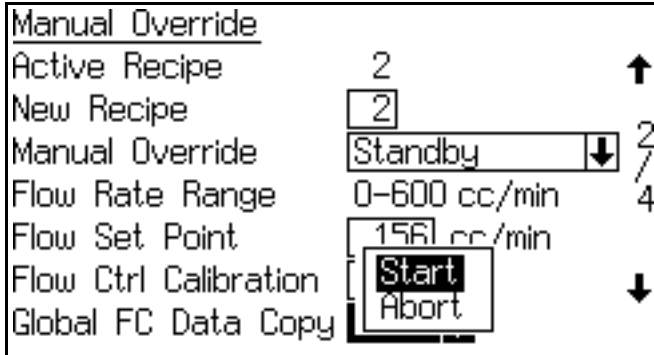 Manual Override
Active Recipe 2
New Recipe 2
Manual Override Standby
2/4
Flow Rate Range 0-600 cc/min
Flow Set Point 156 cc/min
Flow Ctrl Calibration
Start
Abort
Global FC Data Copy